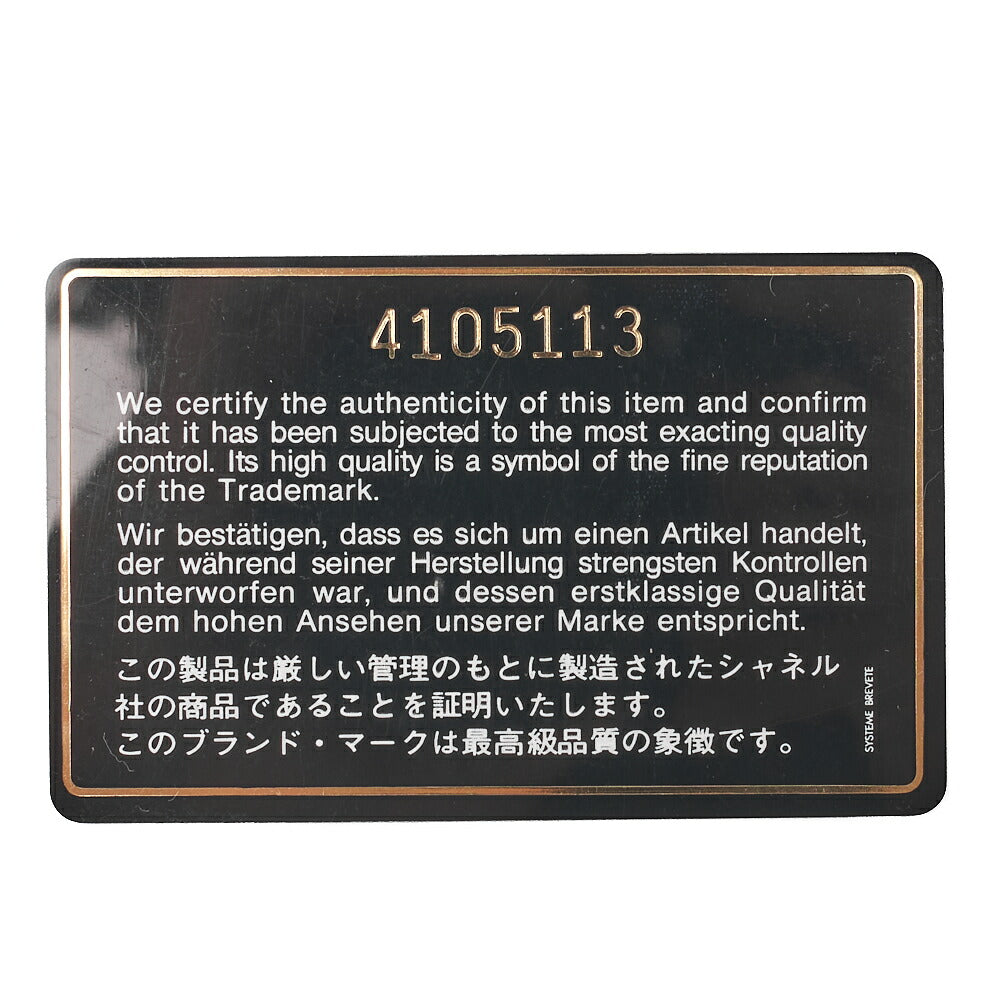 4105113
We certify the authenticity of this item and confirm
that it has been subjected to the most exacting quality
control. Its high quality is a symbol of the fine reputation
of the Trademark.
Wir bestätigen, dass es sich um einen Artikel handelt,
der während seiner Herstellung strengsten Kontrollen
unterworfen war, und dessen erstklassige Qualität
dem hohen Ansehen unserer Marke entspricht.
この製品は厳しい管理のもとに製造されたシャネル
社の商品であることを証明いたします。
このブランド・マークは最高級品質の象徴です。
SYSTEME BREVETE